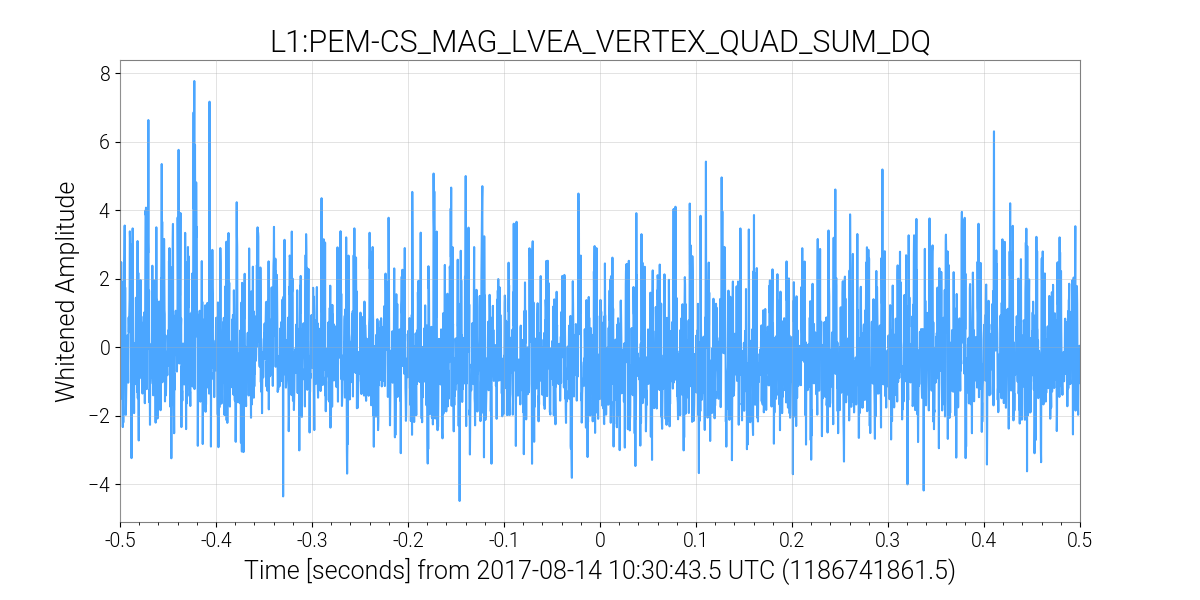 L1:PEM-CS_MAG_LVEA_VERTEX_QUAD_SUM_DQ
Whitened Amplitude
8
6
4
2
0
−2
−4
-0.5 -0.4 -0.3 -0.2 -0.1 0 0.1 0.2 0.3 0.4 0.5
Time [seconds] from 2017-08-14 10:30:43.5 UTC (1186741861.5)